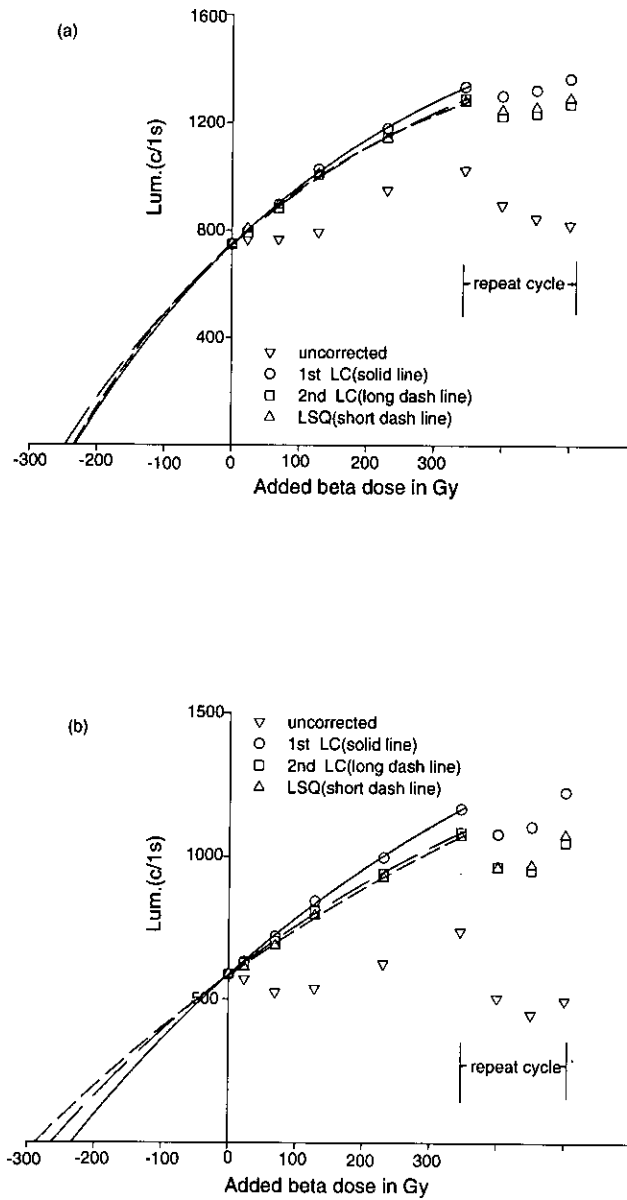 (a)
1600
1200
800
400
Lum.(c/1s)
repeat cycle
uncorrected
1st LC(solid line)
2nd LC(long dash line)
LSQ(short dash line)
-300 -200 -100 0 100 200 300
Added beta dose in Gy
(b)
1500
1000
500
Lum.(c/1s)
uncorrected
1st LC(solid line)
2nd LC(long dash line)
LSQ(short dash line)
repeat cycle
-300 -200 -100 0 100 200 300
Added beta dose in Gy